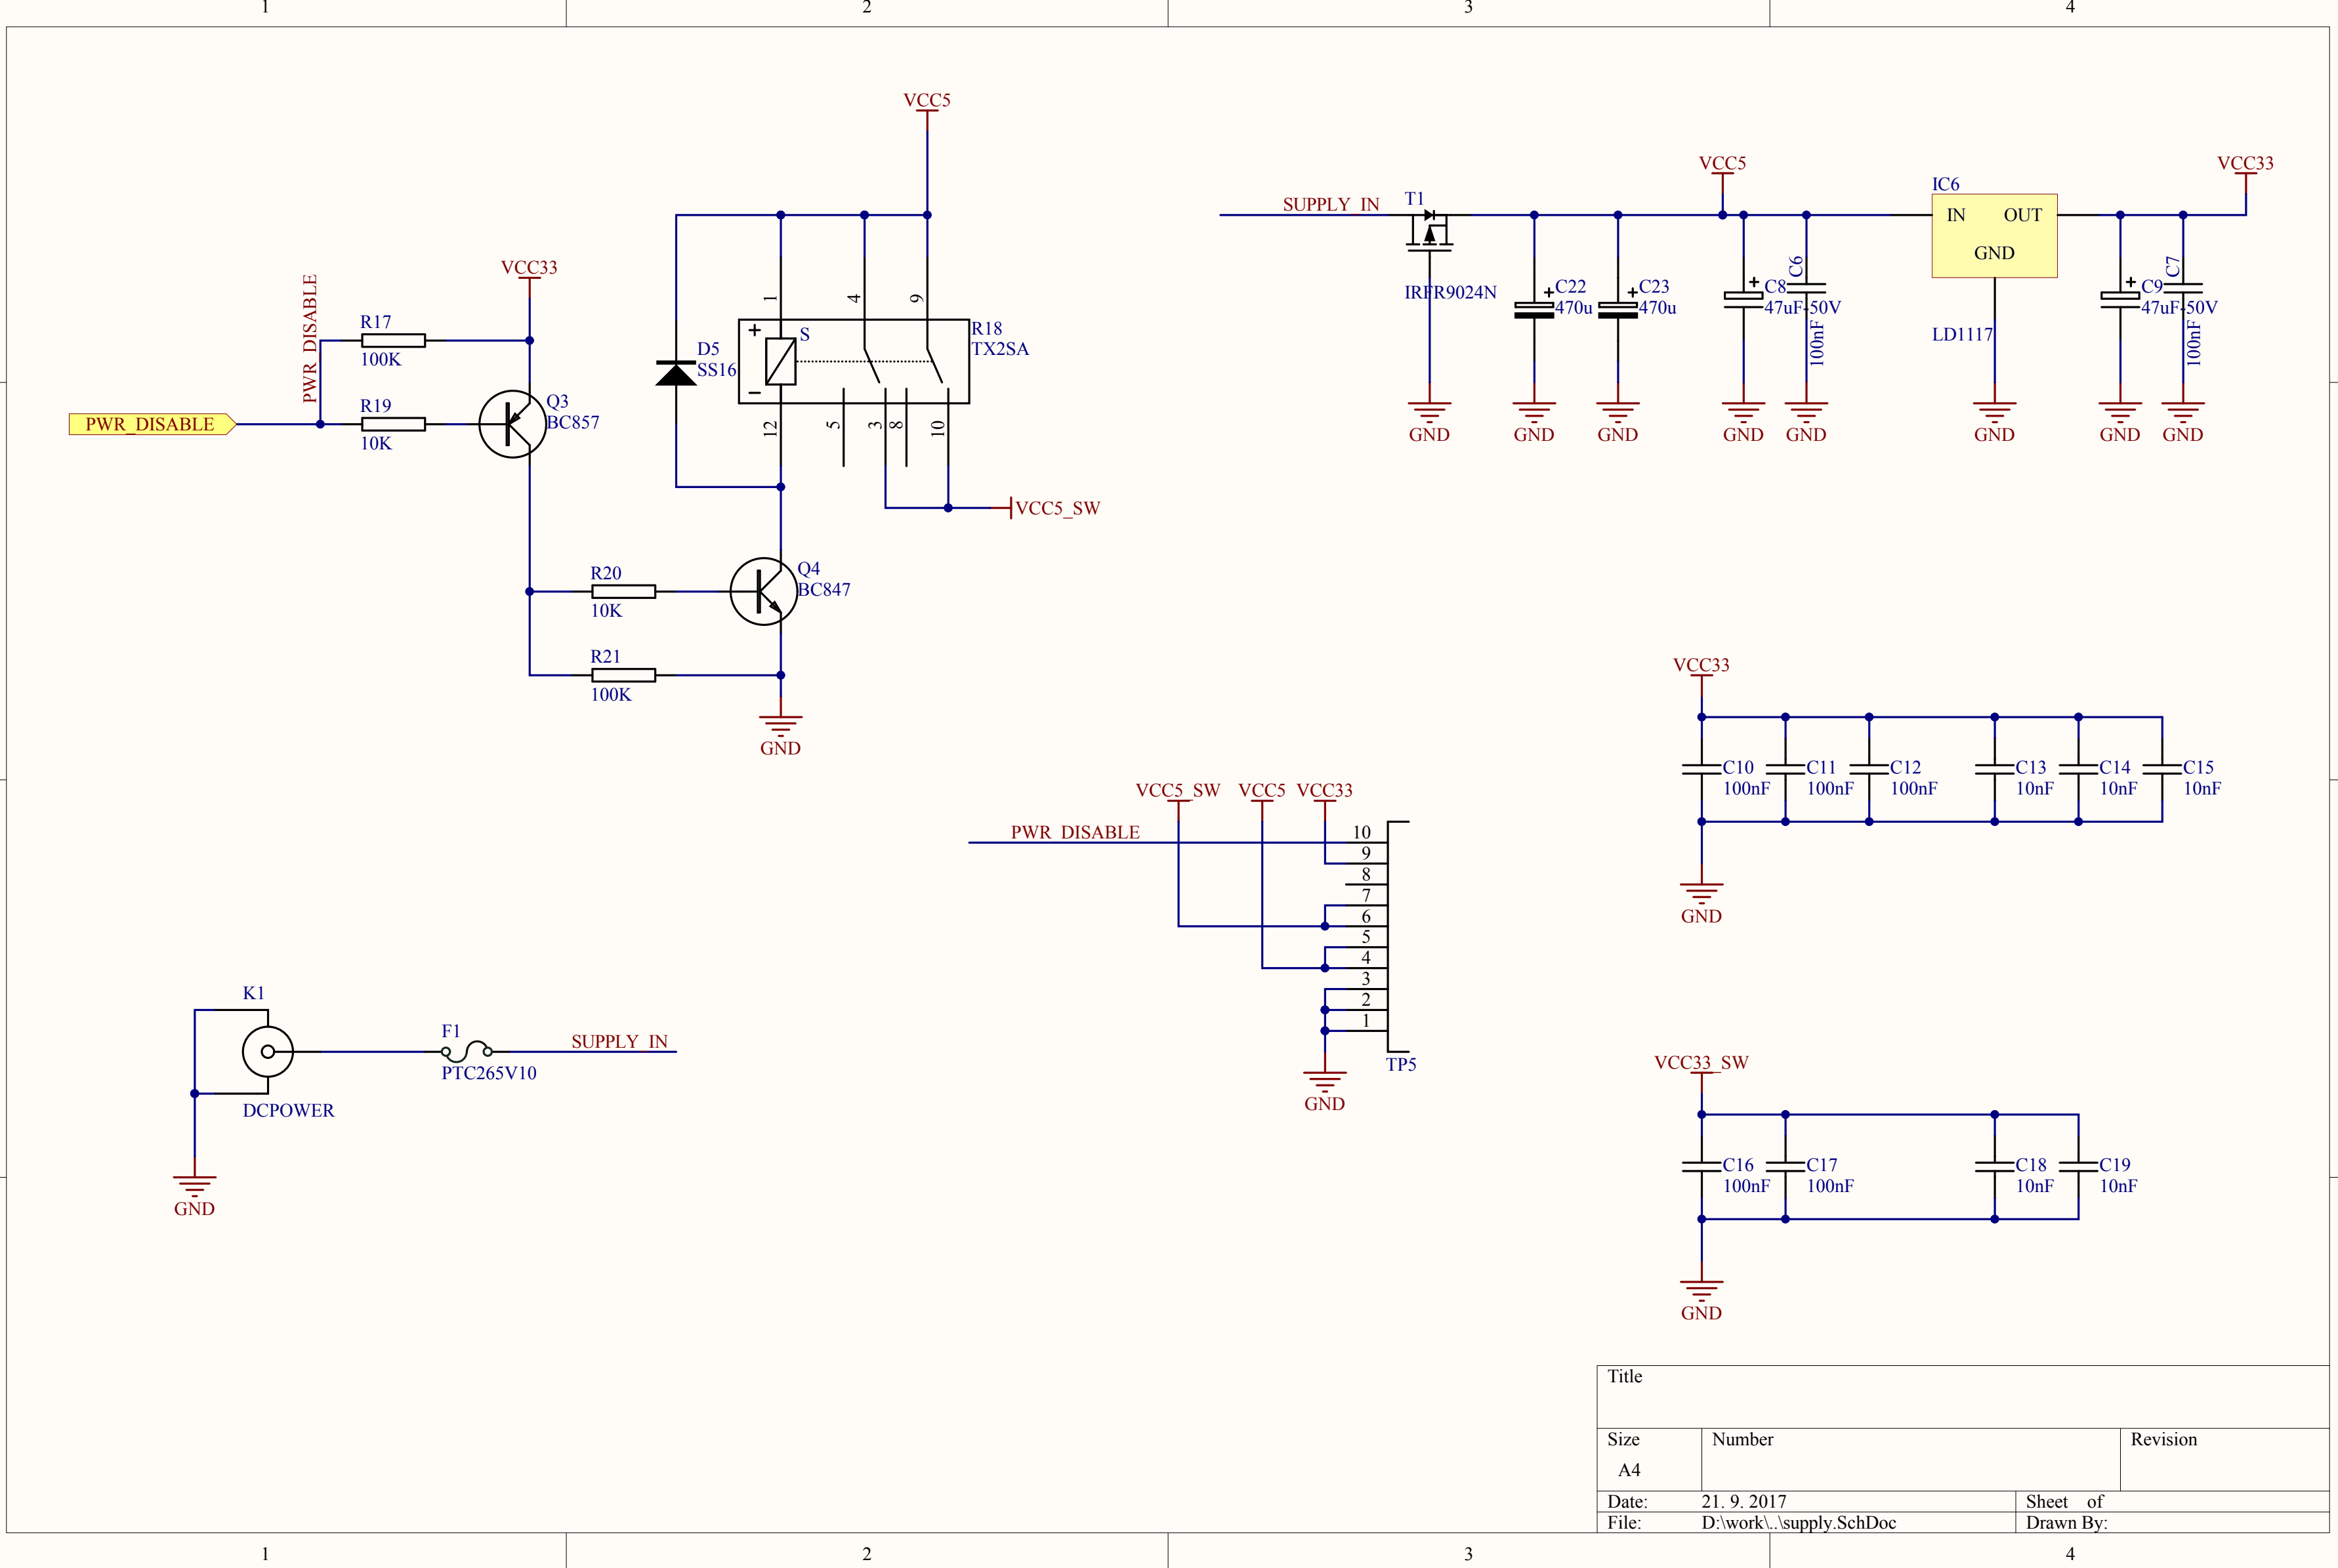 1 2 3 4
VCC5
VCC33
PWR_DISABLE
R17
100K
R19
10K
PWR_DISABLE
Q3
BC857
D5
SS16
1
4
9
+
S
−
R18
TX2SA
12
5
3
8
10
VCC5_SW
R20
10K
Q4
BC847
R21
100K
GND
SUPPLY_IN
T1
IRFR9024N
GND
+
C22
470u
GND
+
C23
470u
GND
VCC5
+
C8
47uF-50V
GND
C6
100nF
GND
IC6
IN OUT
GND
LD1117
GND
VCC33
+
C9
47uF-50V
GND
C7
100nF
GND
VCC33
C10
100nF
C11
100nF
C12
100nF
C13
10nF
C14
10nF
C15
10nF
GND
VCC5_SW VCC5 VCC33
PWR_DISABLE
10
9
8
7
6
5
4
3
2
1
TP5
GND
K1
DCPOWER
GND
F1
PTC265V10
SUPPLY_IN
VCC33_SW
C16
100nF
C17
100nF
C18
10nF
C19
10nF
GND
Title
Size
A4
Number
Revision
Date: 21. 9. 2017
Sheet of
File: D:\work\..\supply.SchDoc
Drawn By:
1 2 3 4